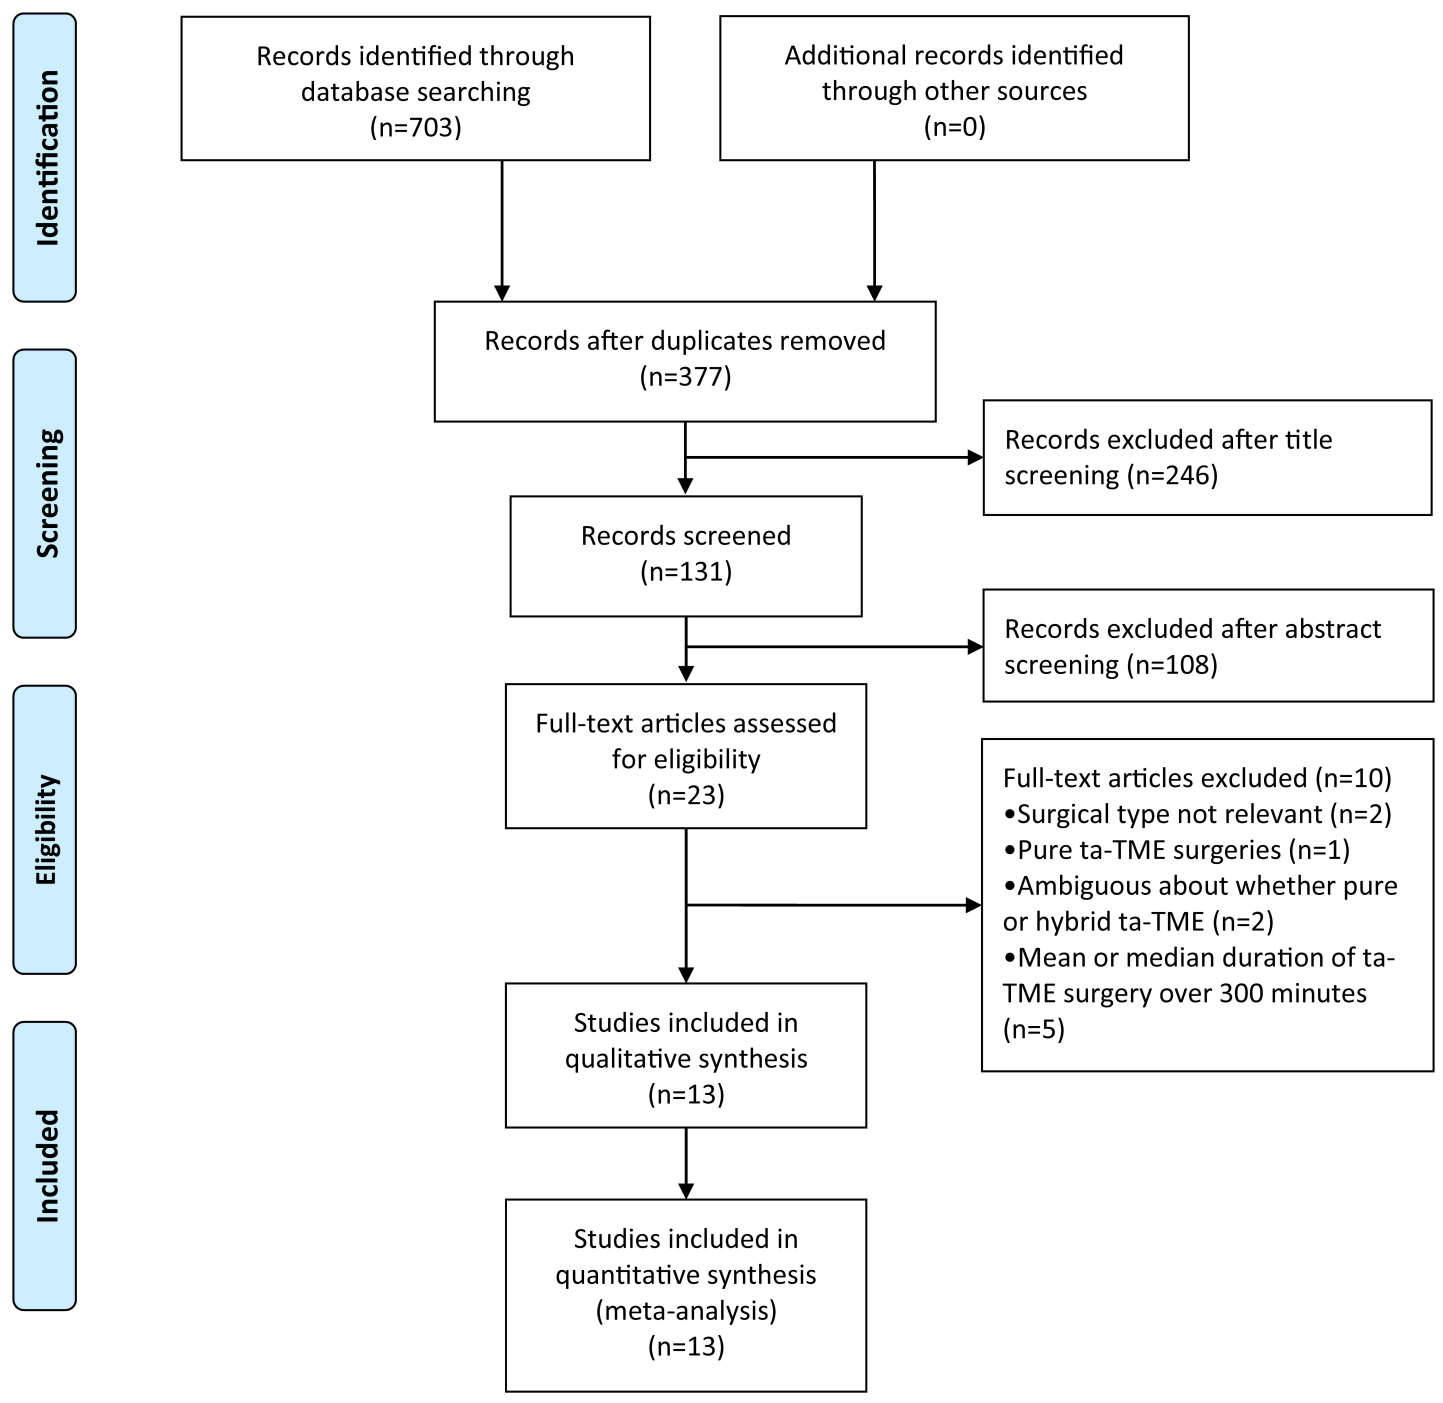 Identification
Records identified through
database searching
(n=703)
Additional records identified
through other sources
(n=0)
Records after duplicates removed
(n=377)
Screening
Records excluded after title
screening (n=246)
Records screened
(n=131)
Records excluded after abstract
screening (n=108)
Eligibility
Full-text articles assessed
for eligibility
(n=23)
Full-text articles excluded (n=10)
•Surgical type not relevant (n=2)
•Pure ta-TME surgeries (n=1)
•Ambiguous about whether pure
or hybrid ta-TME (n=2)
•Mean or median duration of ta-
TME surgery over 300 minutes
(n=5)
Included
Studies included in
qualitative synthesis
(n=13)
Studies included in
quantitative synthesis
(meta-analysis)
(n=13)